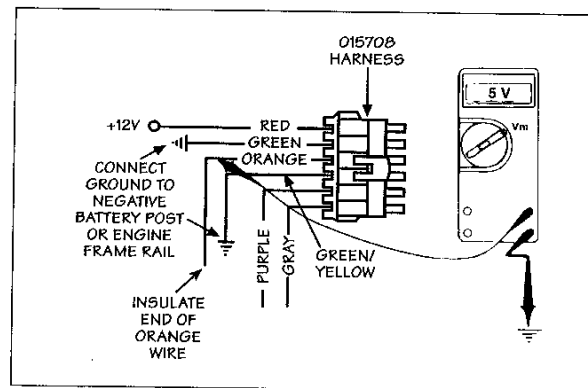 015708
HARNESS
5 V
Vm
+12V
RED
GREEN
ORANGE
CONNECT
GROUND TO
NEGATIVE
BATTERY POST
OR ENGINE
FRAME RAIL
PURPLE
GRAY
GREEN/
YELLOW
INSULATE
END OF
ORANGE
WIRE